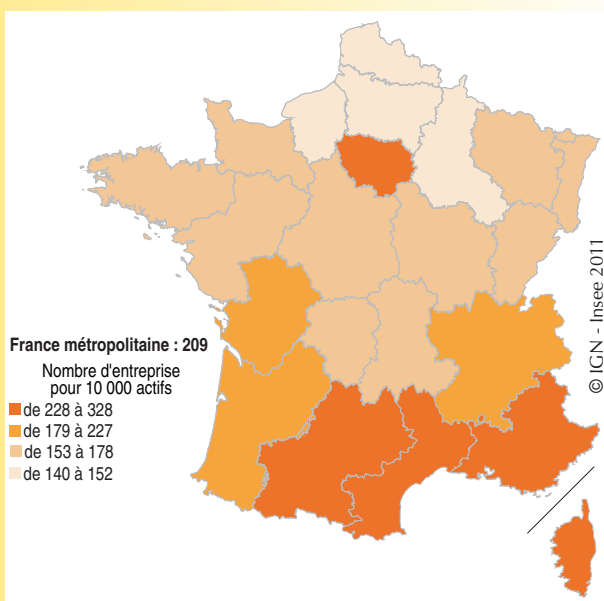 France métropolitaine : 209
Nombre d'entreprise
pour 10 000 actifs
de 228 à 328
de 179 à 227
de 153 à 178
de 140 à 152
© IGN - Insee 2011